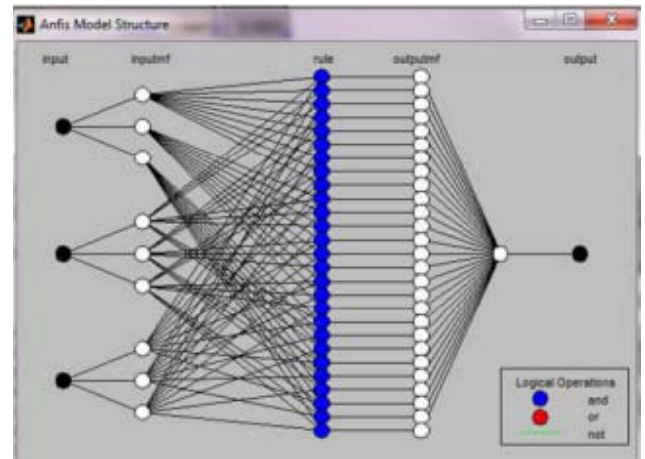 Anfis Model Structure
input inputmf rule outputmf output
Logical Operations
and
or
not